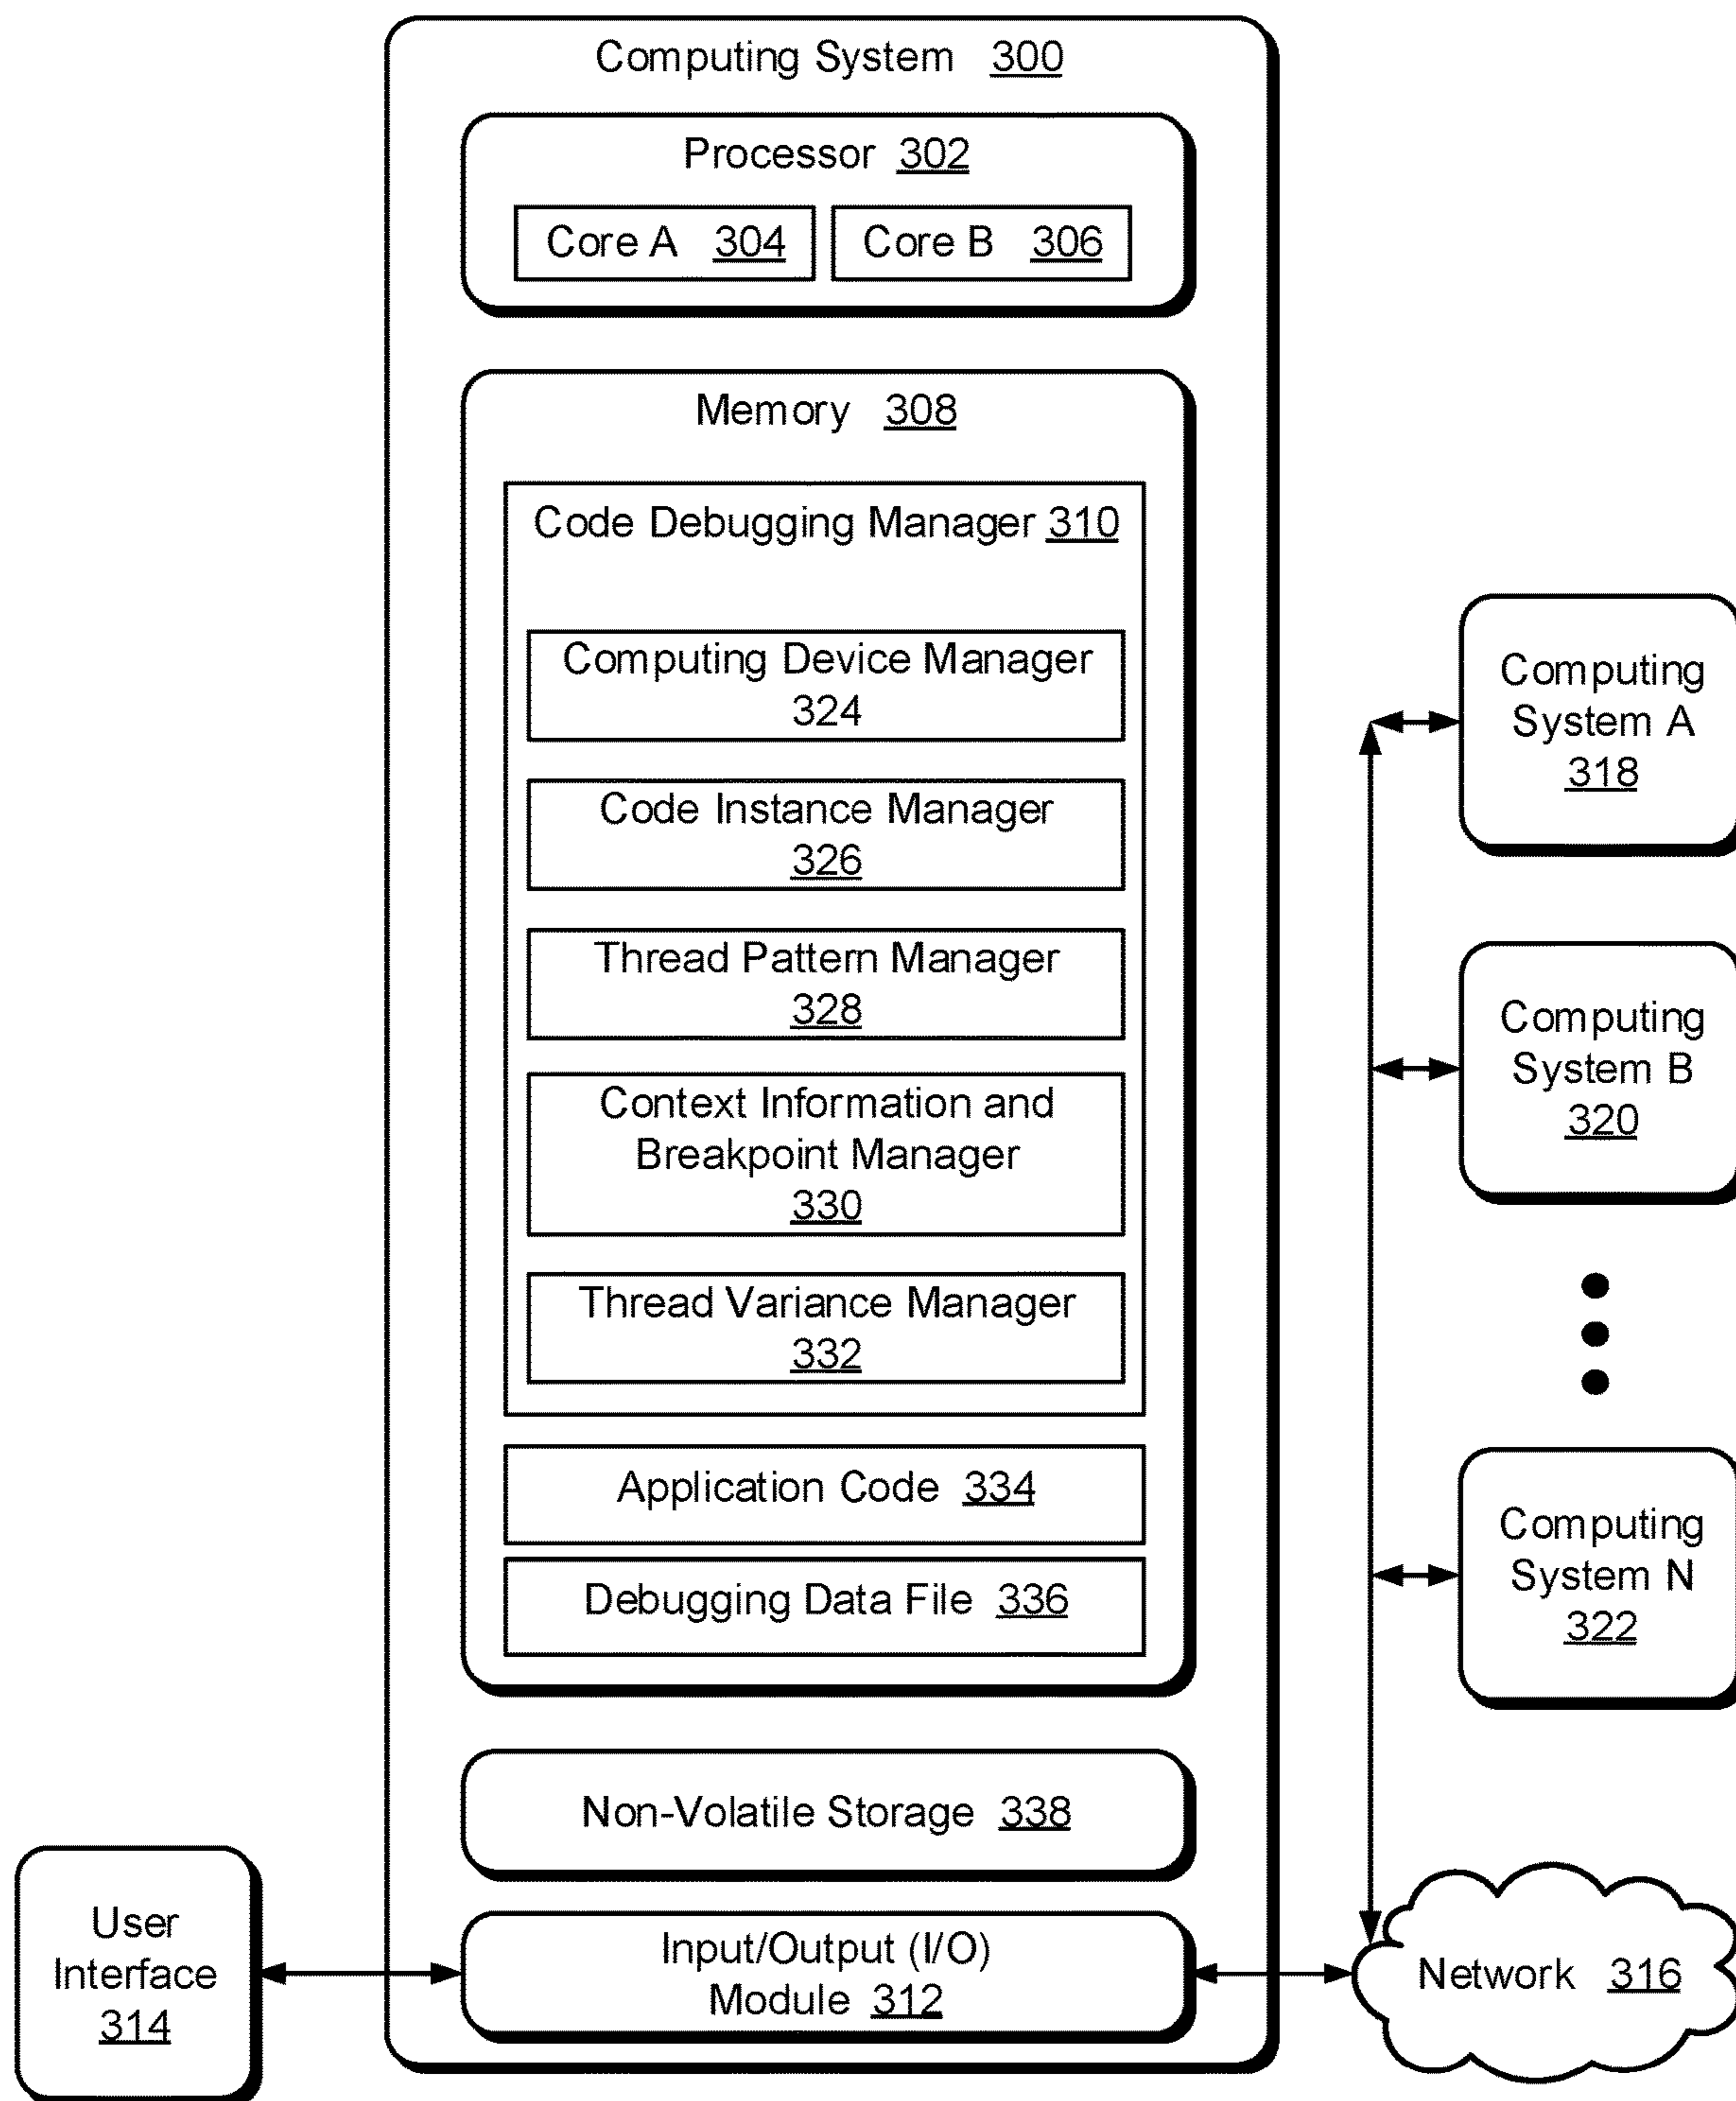 Computing System 300
Processor 302
Core A 304
Core B 306
Memory 308
Code Debugging Manager 310
Computing Device Manager
324
Code Instance Manager
326
Thread Pattern Manager
328
Context Information and
Breakpoint Manager
330
Thread Variance Manager
332
Application Code 334
Debugging Data File 336
Non-Volatile Storage 338
Input/Output (I/O)
Module 312
User
Interface
314
Computing
System A
318
Computing
System B
320
Computing
System N
322
Network 316